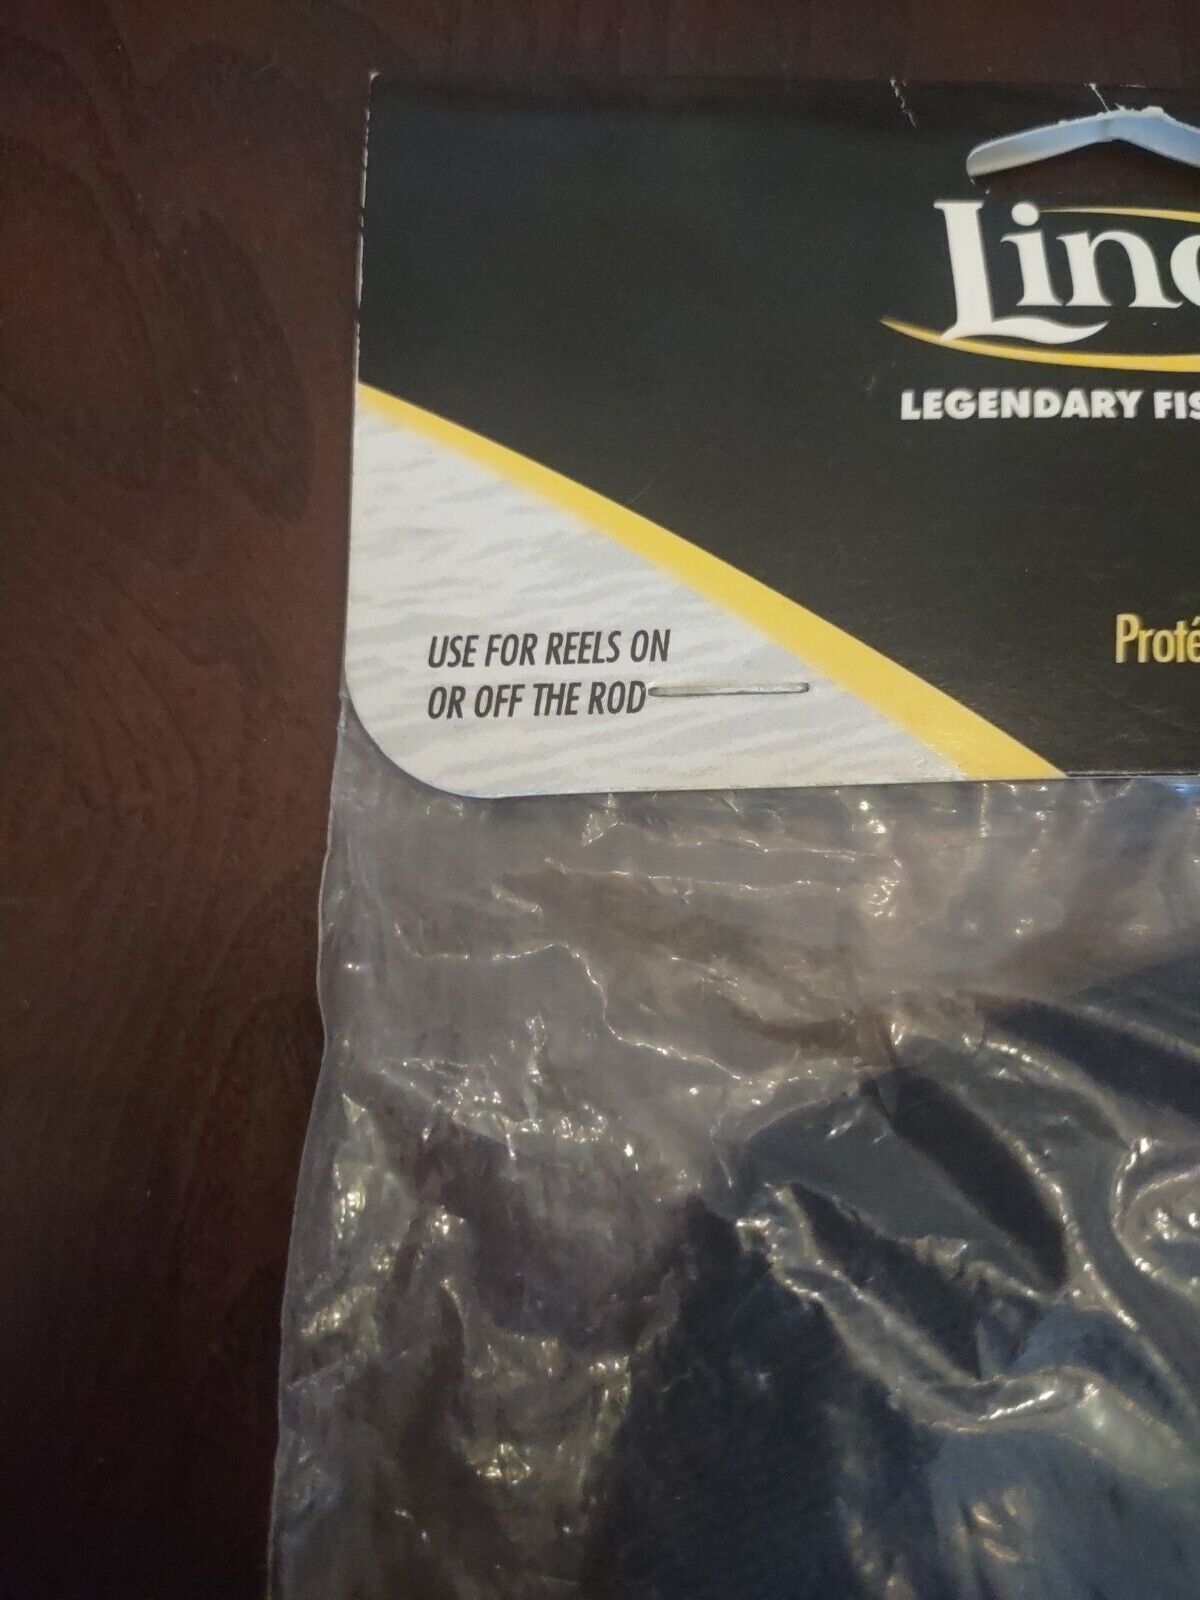 Linc
LEGENDARY FIS
Proté
USE FOR REELS ON
OR OFF THE ROD